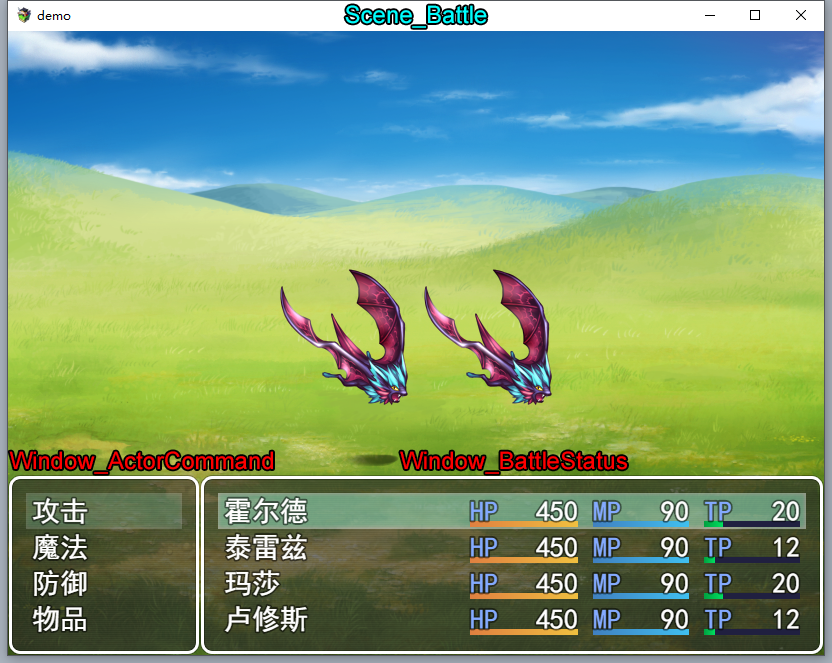 demo
Scene_Battle
Window_ActorCommand
Window_BattleStatus
攻击
魔法
防御
物品
霍尔德 HP 450 MP 90 TP 20
泰雷兹 HP 450 MP 90 TP 12
玛莎 HP 450 MP 90 TP 20
卢修斯 HP 450 MP 90 TP 12